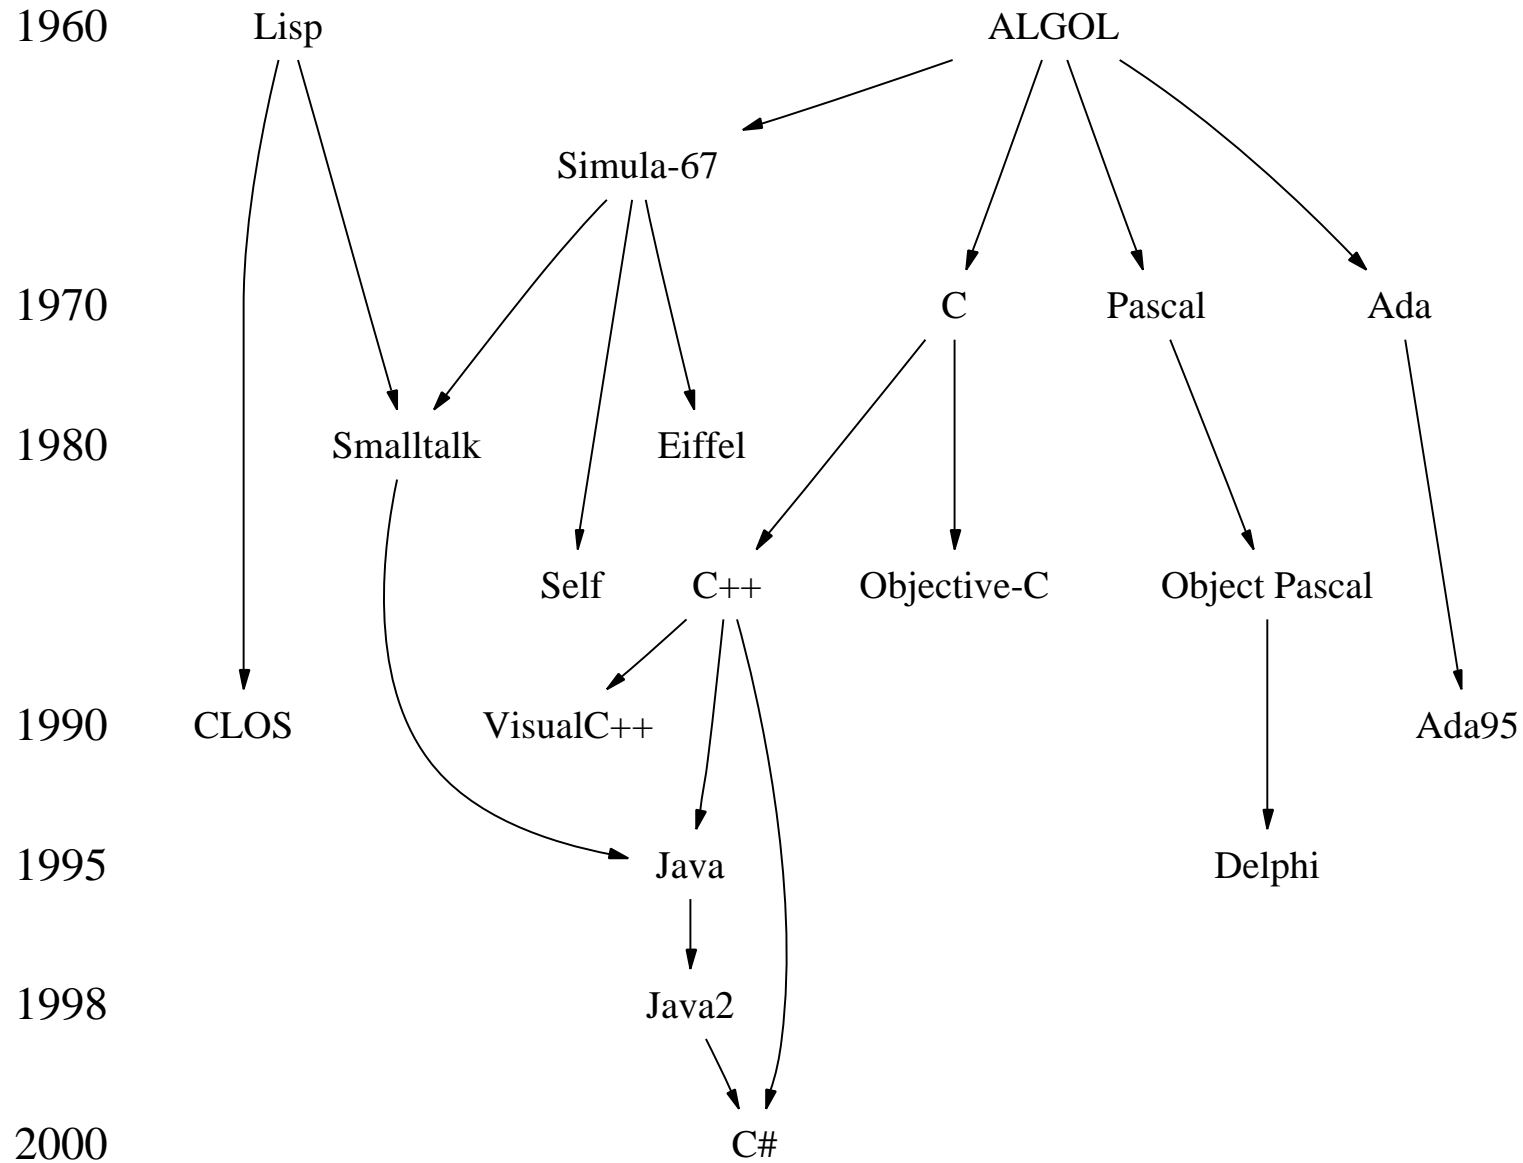 1960 Lisp ALGOL
Simula-67
1970 C Pascal Ada
1980 Smalltalk Eiffel
Self C++ Objective-C Object Pascal
1990 CLOS VisualC++ Ada95
1995 Java Delphi
1998 Java2
2000 C#